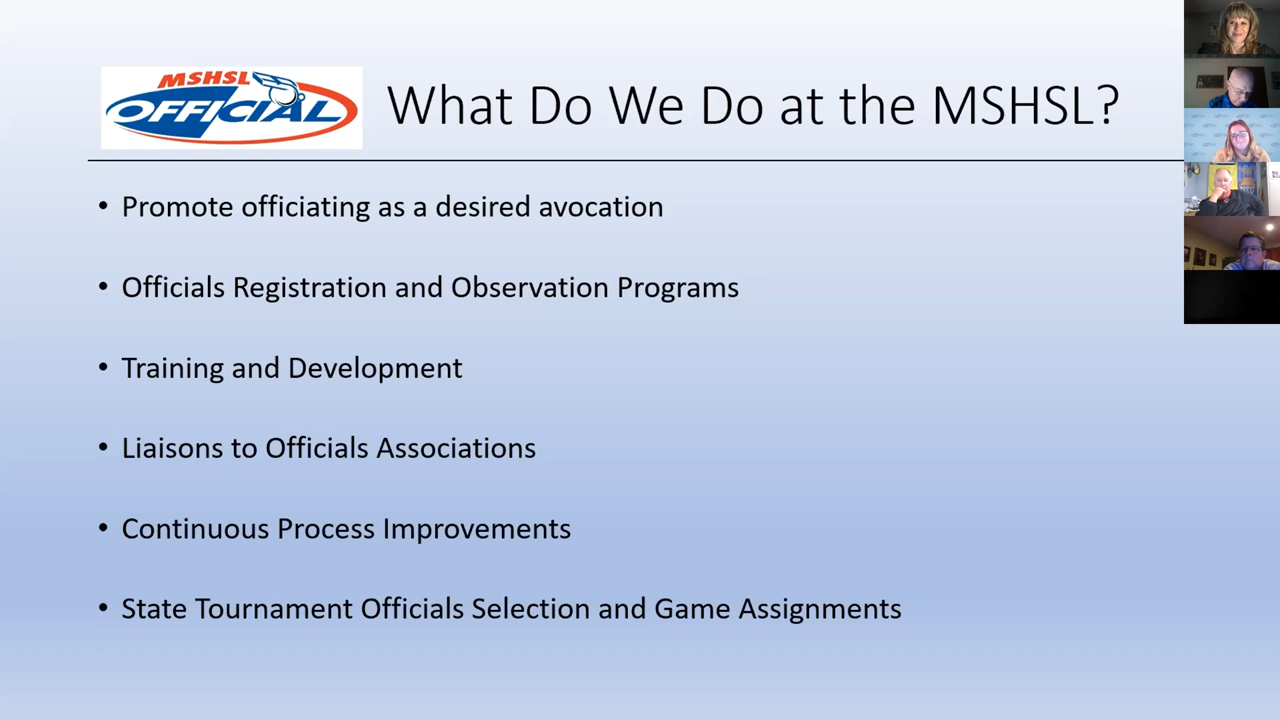 MSHSL
OFFICIAL
What Do We Do at the MSHSL?
• Promote officiating as a desired avocation
• Officials Registration and Observation Programs
• Training and Development
• Liaisons to Officials Associations
• Continuous Process Improvements
• State Tournament Officials Selection and Game Assignments